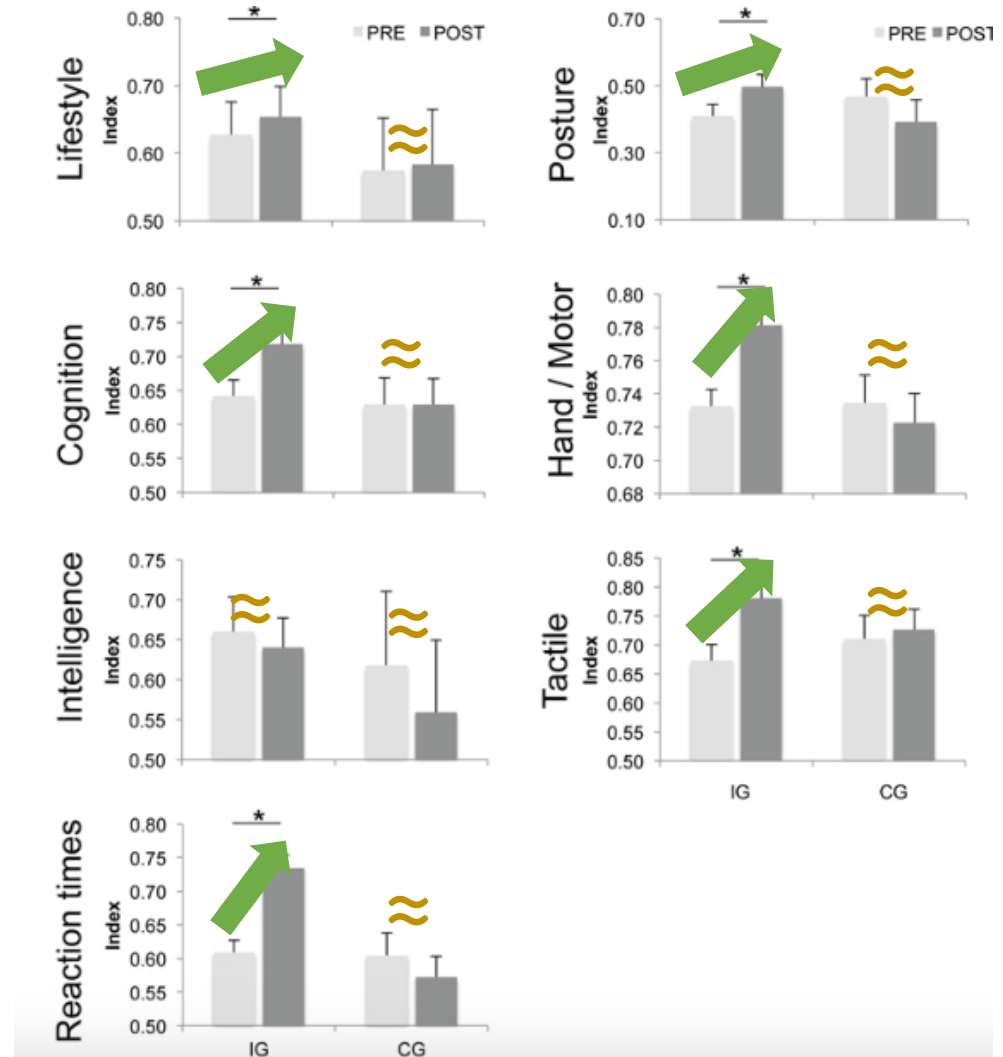 Lifestyle
Index
0.80
0.70
0.60
0.50
*
PRE POST
Posture
Index
0.70
0.50
0.30
0.10
*
PRE POST
Cognition
Index
0.80
0.75
0.70
0.65
0.60
0.55
0.50
*
Hand / Motor
Index
0.80
0.78
0.76
0.74
0.72
0.70
0.68
*
Intelligence
Index
0.75
0.70
0.65
0.60
0.55
0.50
Tactile
Index
0.85
0.80
0.75
0.70
0.65
0.60
0.55
0.50
*
IG CG
Reaction times
Index
0.80
0.75
0.70
0.65
0.60
0.55
0.50
*
IG CG